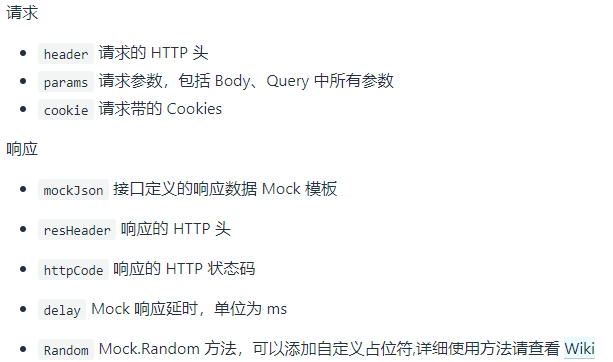 请求
header 请求的 HTTP 头
params 请求参数，包括 Body、Query 中所有参数
cookie 请求带的 Cookies
响应
mockJson 接口定义的响应数据 Mock 模板
resHeader 响应的 HTTP 头
httpCode 响应的 HTTP 状态码
delay Mock 响应延时，单位为 ms
Random Mock.Random 方法，可以添加自定义占位符,详细使用方法请查看 Wiki